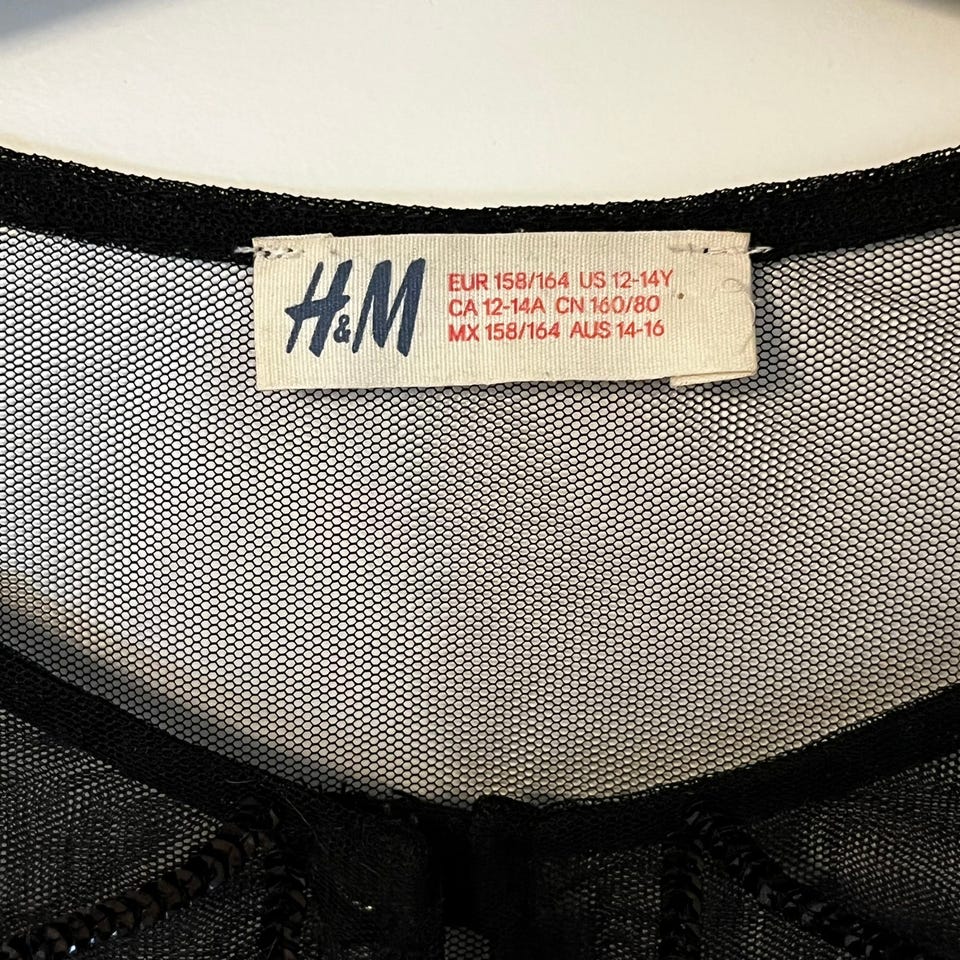 H&M
EUR 158/164 US 12-14Y
CA 12-14A CN 160/80
MX 158/164 AUS 14-16